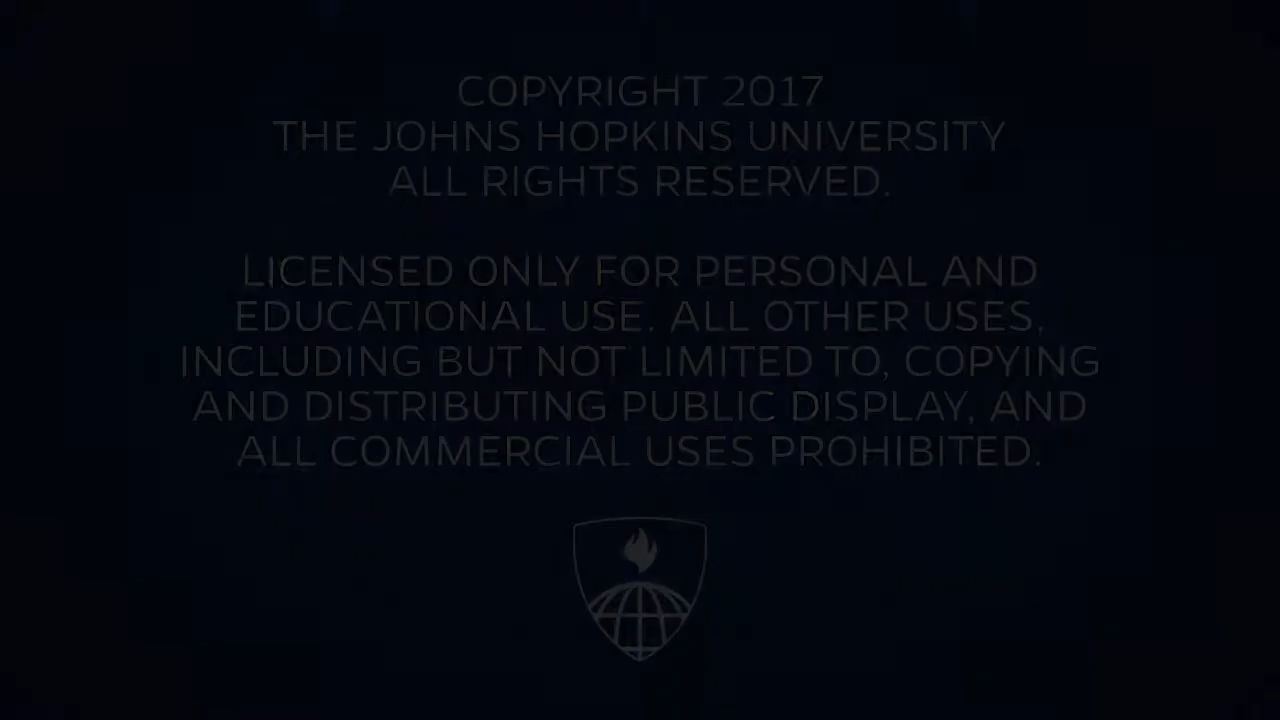 COPYRIGHT 2017
THE JOHNS HOPKINS UNIVERSITY
ALL RIGHTS RESERVED.
LICENSED ONLY FOR PERSONAL AND
EDUCATIONAL USE. ALL OTHER USES,
INCLUDING BUT NOT LIMITED TO, COPYING
AND DISTRIBUTING PUBLIC DISPLAY, AND
ALL COMMERCIAL USES PROHIBITED.